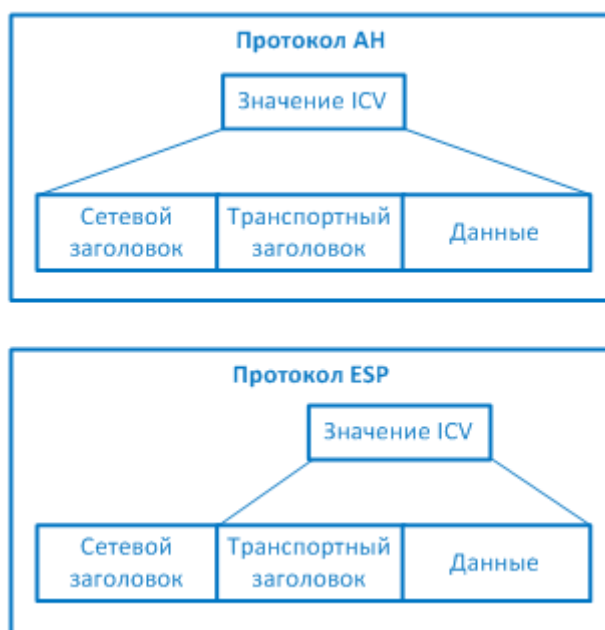 Протокол AH
Значение ICV
Сетевой заголовок
Транспортный заголовок
Данные
Протокол ESP
Значение ICV
Сетевой заголовок
Транспортный заголовок
Данные